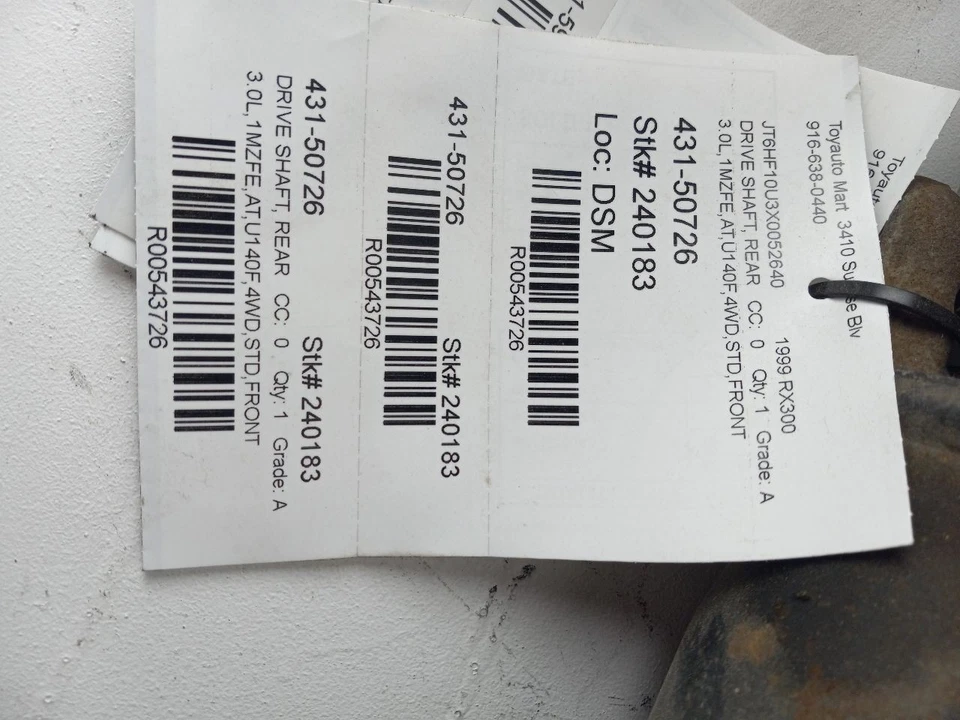 Toyauto Mart 3410 Su se Blv
916-638-0440
JT6HF10U3X0052640 1999 RX300
DRIVE SHAFT, REAR CC: 0 Qty: 1 Grade: A
3.0L,1MZFE,AT,U140F,4WD,STD,FRONT
431-50726
Stk# 240183
Loc: DSM
R00543726
431-50726 Stk# 240183
R00543726
431-50726 Stk# 240183
DRIVE SHAFT, REAR CC: 0 Qty: 1 Grade: A
3.0L,1MZFE,AT,U140F,4WD,STD,FRONT
R00543726